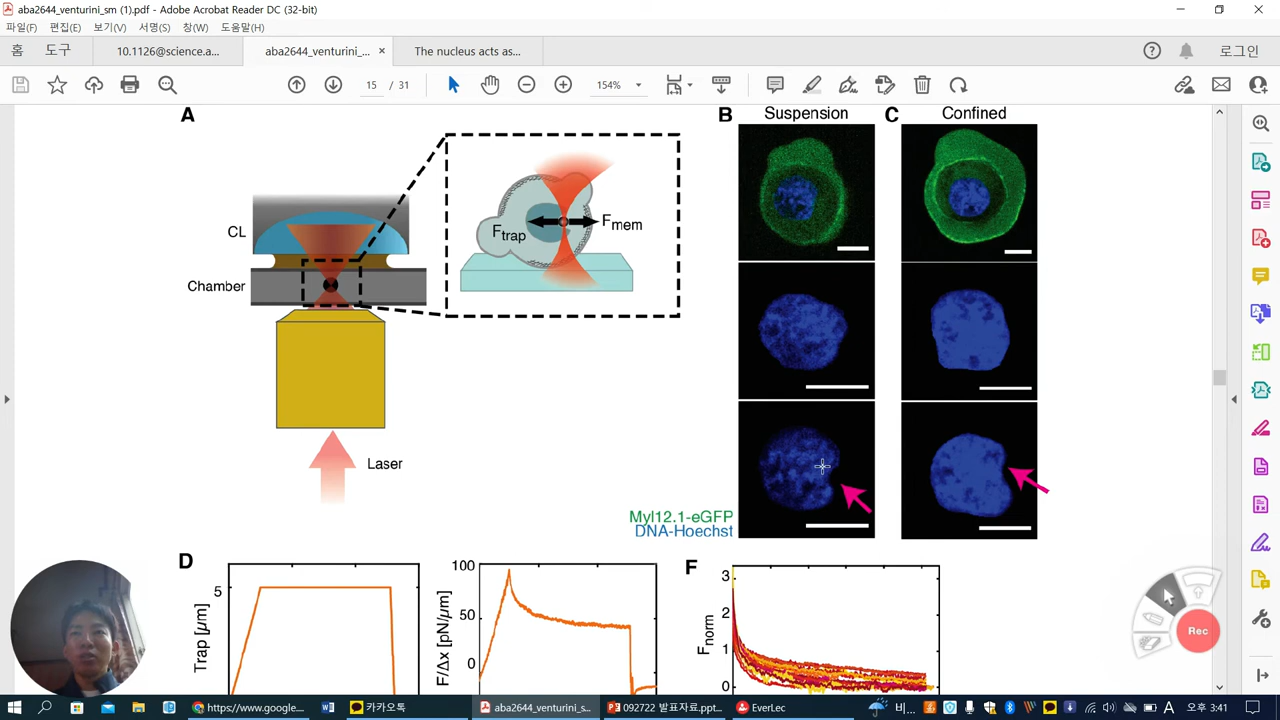 aba2644_venturini_sm (1).pdf - Adobe Acrobat Reader DC (32-bit)
파일(F) 편집(E) 보기(V) 서명(S) 창(W) 도움말(H)
홈 도구 10.1126@science.a... aba2644_venturini_... × The nucleus acts as... 로그인
15 / 31 154%
A
B Suspension
C Confined
CL
Chamber
Laser
Ftrap
Fmem
Myl12.1-eGFP
DNA-Hoechst
D
Trap [µm]
5
F/Δx [pN/µm]
100
50
0
F
Fnorm
3
2
1
0
Rec
https://www.google....
카카오톡
aba2644_venturini_s...
092722 발표자료.ppt...
EverLec
비...
A 오후 3:41